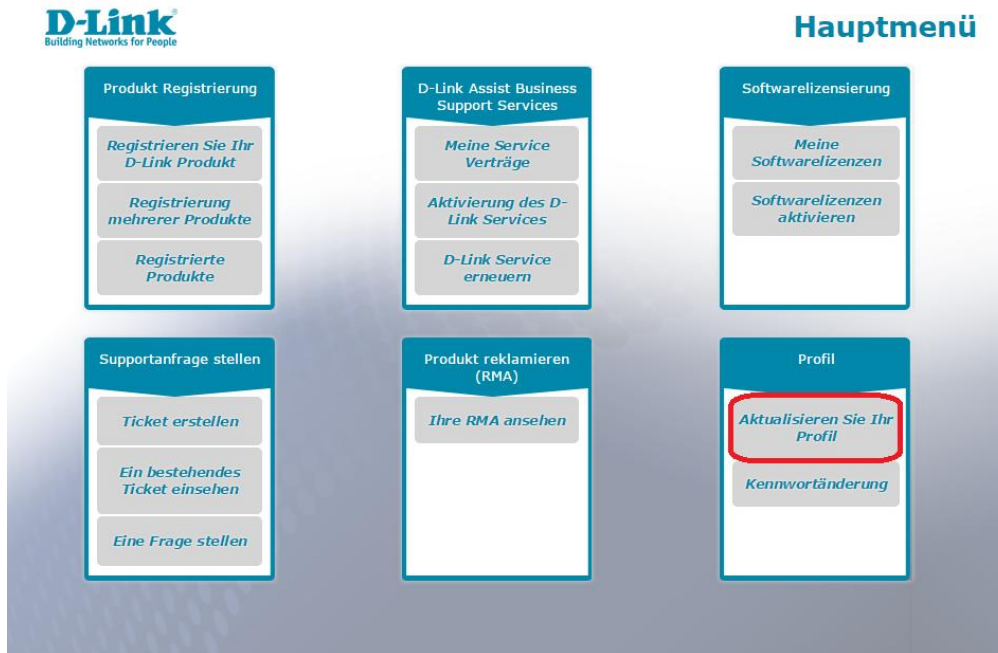 D-Link
Building Networks for People
Hauptmenü
Produkt Registrierung
Registrieren Sie Ihr
D-Link Produkt
Registrierung
mehrerer Produkte
Registrierte
Produkte
D-Link Assist Business
Support Services
Meine Service
Verträge
Aktivierung des D-
Link Services
D-Link Service
erneuern
Softwarelizensierung
Meine
Softwarelizenzen
Softwarelizenzen
aktivieren
Supportanfrage stellen
Ticket erstellen
Ein bestehendes
Ticket einsehen
Eine Frage stellen
Produkt reklamieren
(RMA)
Ihre RMA ansehen
Profil
Aktualisieren Sie Ihr
Profil
Kennwortänderung